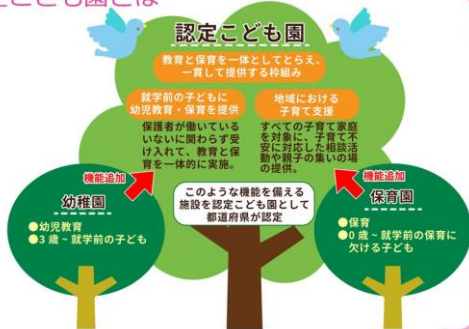 こども園とは
認定こども園
教育と保育を一体としてとらえ、
一貫して提供する枠組み
就学前の子どもに
幼児教育・保育を提供
地域における
子育て支援
保護者が働いている
いないに関わらず受
け入れて、教育と保
育を一体的に実施。
すべての子育て家庭
を対象に、子育て不
安に対応した相談活
動や親子の集いの場
の提供。
機能追加
機能追加
幼稚園
●幼児教育
●3歳~就学前の子ども
このような機能を備える
施設を認定こども園として
都道府県が認定
保育園
●保育
●0歳~就学前の保育に
欠ける子ども